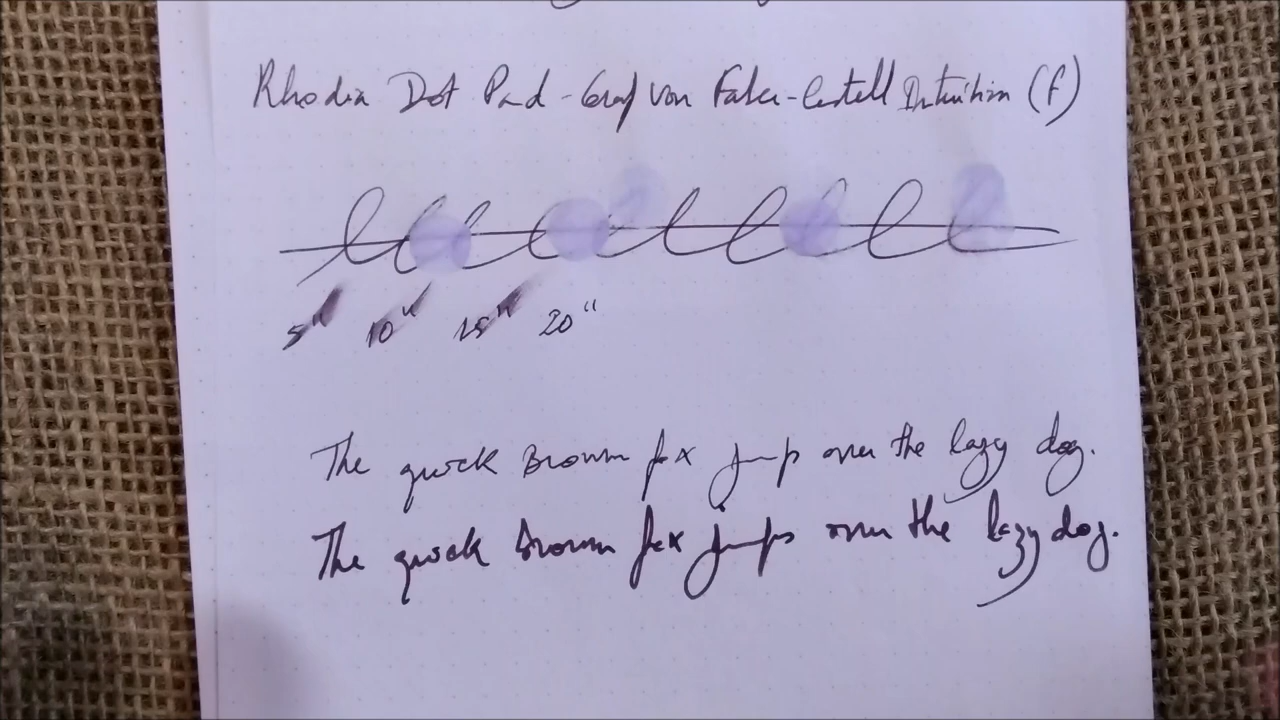 Rhodia Dot Pad - Graf von Faber-Castell Intuition (F)
5" 10" 15" 20"
The quick Brown fox jump over the lazy dog.
The quick Brown fox jumps over the lazy dog.